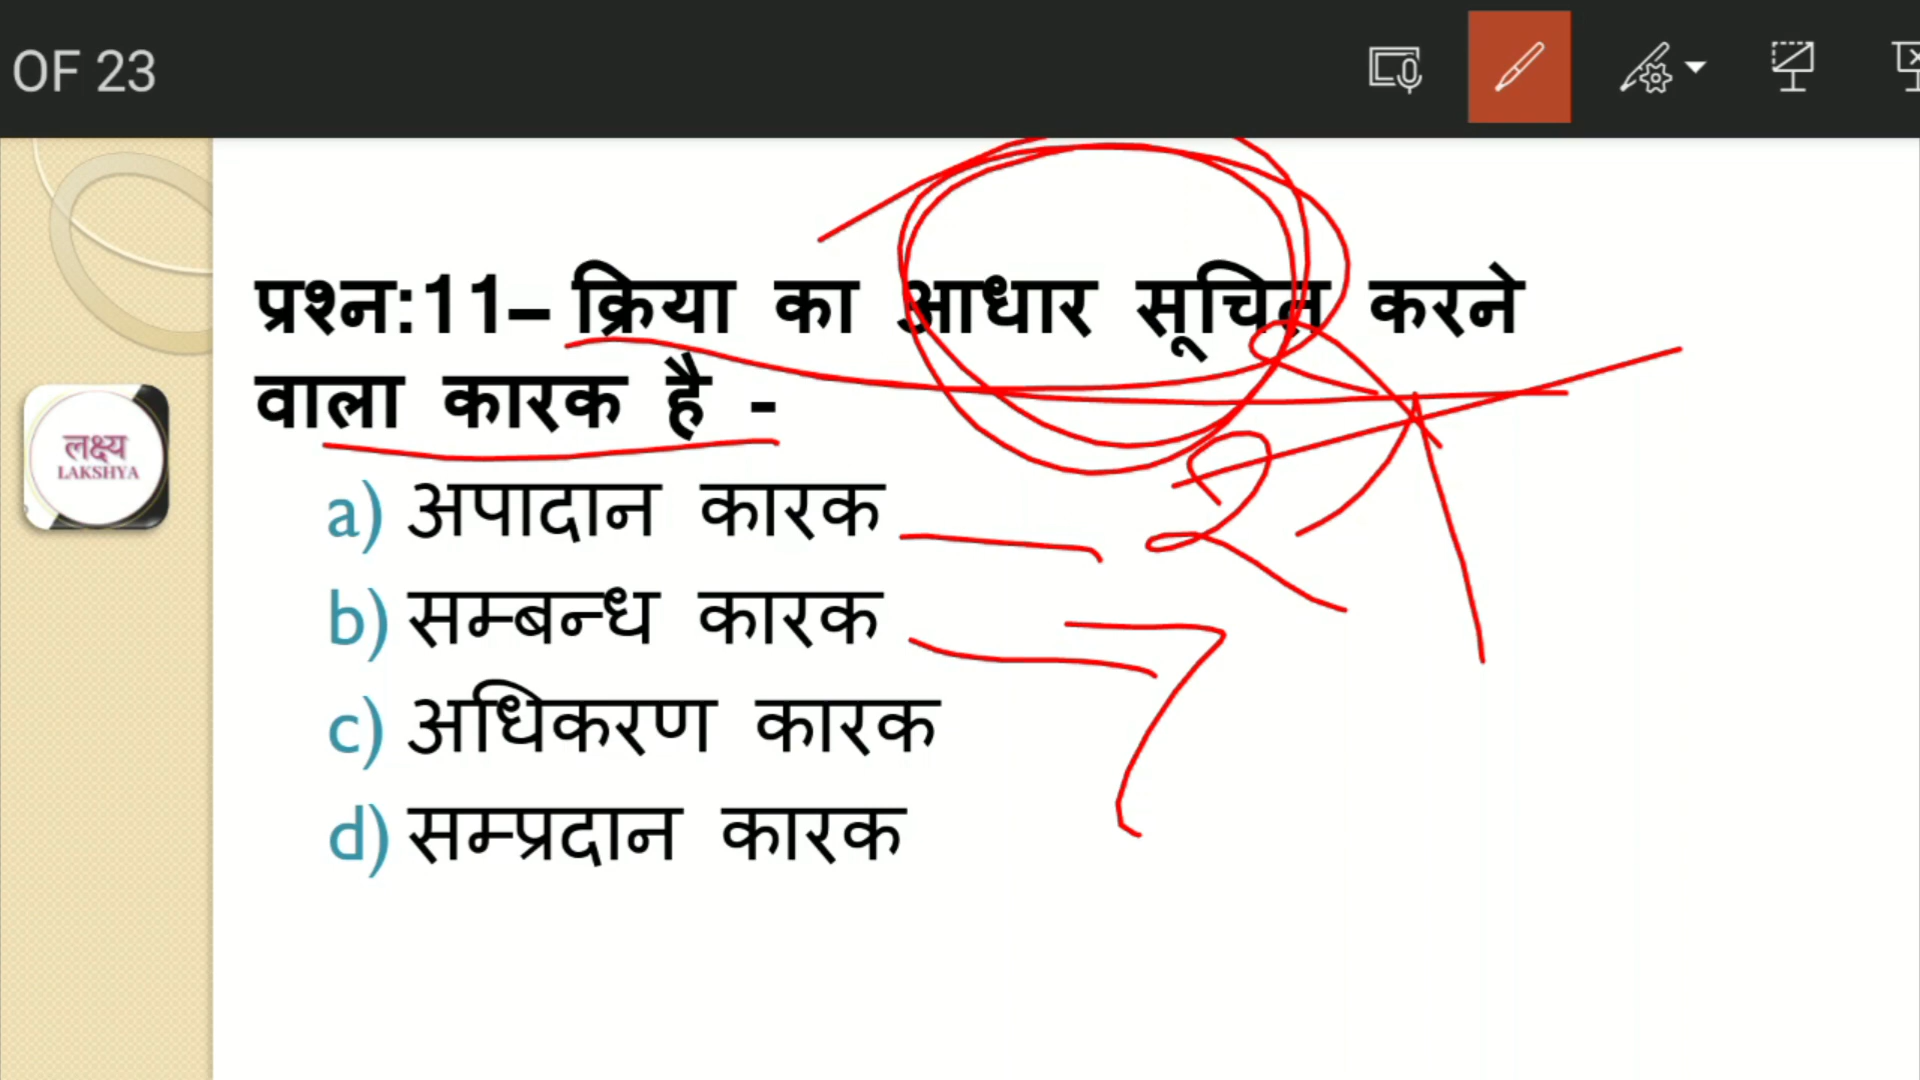 OF 23
प्रश्न:11– क्रिया का आधार सूचित करने
वाला कारक है -
लक्ष्य
LAKSHYA
a) अपादान कारक
b) सम्बन्ध कारक
c) अधिकरण कारक
d) सम्प्रदान कारक